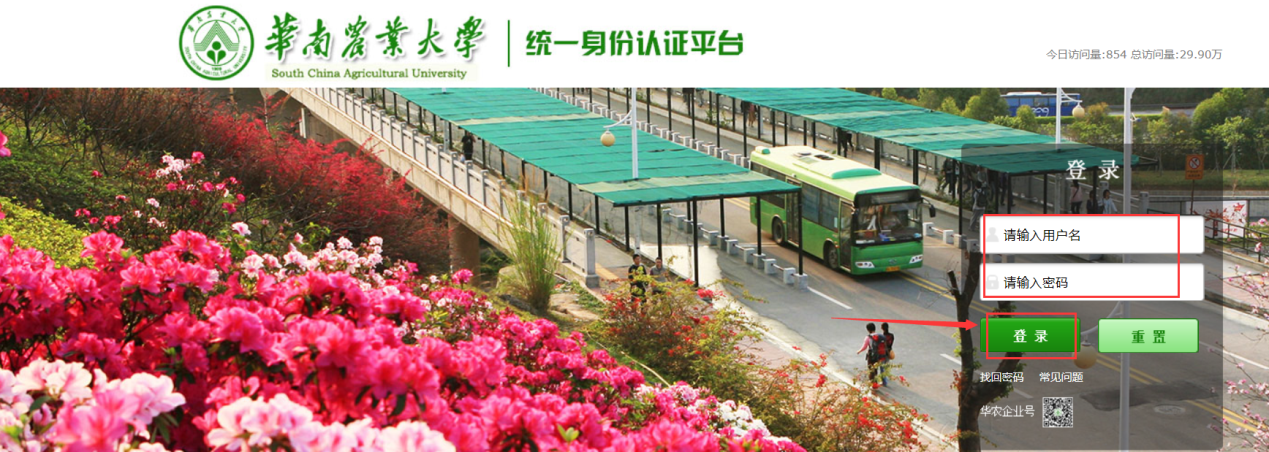 華南農業大學
South China Agricultural University
统一身份认证平台
今日访问量:854 总访问量:29.90万
登 录
请输入用户名
请输入密码
登 录
重 置
找回密码 常见问题
华农企业号